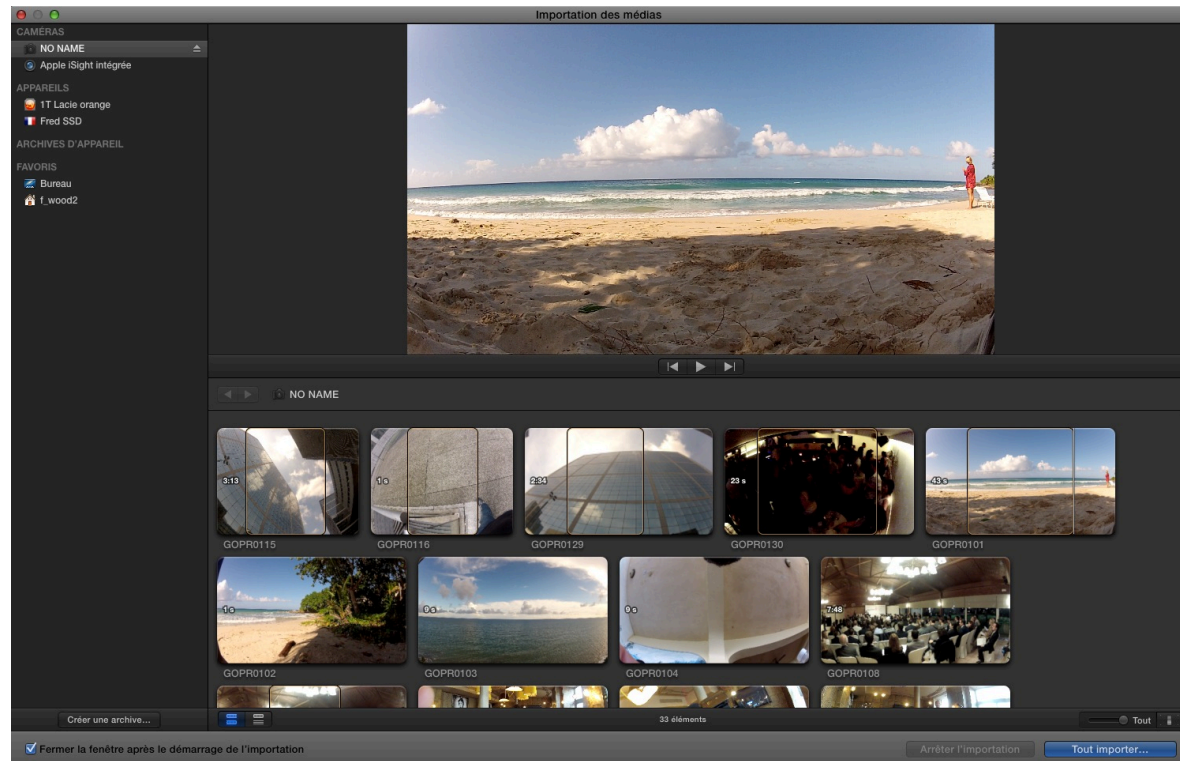 Importation des médias
CAMÉRAS
NO NAME
Apple iSight intégrée
APPAREILS
1T Lacie orange
Fred SSD
ARCHIVES D'APPAREIL
FAVORIS
Bureau
f_wood2
NO NAME
3:13
1 s
2:34
23 s
43 s
GOPR0115
GOPR0116
GOPR0129
GOPR0130
GOPR0101
1 s
9 s
9 s
7:48
GOPR0102
GOPR0103
GOPR0104
GOPR0108
Créer une archive...
33 éléments
Tout
Fermer la fenêtre après le démarrage de l'importation
Arrêter l'importation
Tout importer...